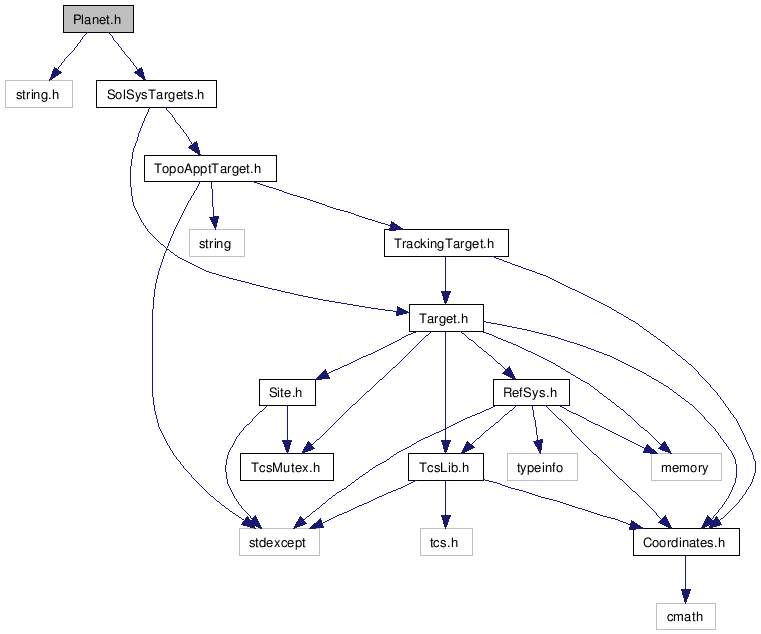 Planet.h
string.h
SolSysTargets.h
TopoApptTarget.h
string
TrackingTarget.h
Target.h
Site.h
RefSys.h
TcsMutex.h
TcsLib.h
typeinfo
memory
stdexcept
tcs.h
Coordinates.h
cmath